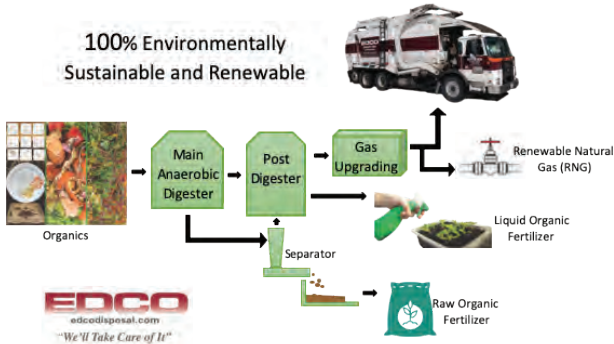 100% Environmentally
Sustainable and Renewable
EDCO
Organics
Main
Anaerobic
Digester
Post
Digester
Gas
Upgrading
Renewable Natural
Gas (RNG)
Liquid Organic
Fertilizer
Separator
Raw Organic
Fertilizer
EDCO
edcodisposal.com
"We'll Take Care of It"